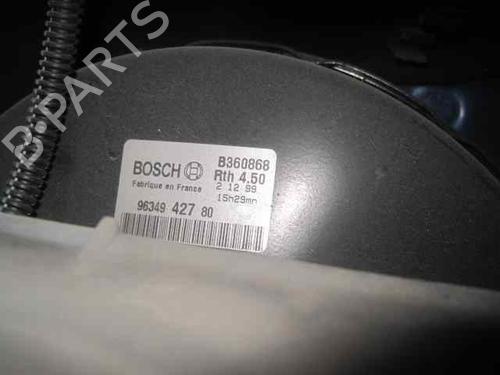 B-PARTS
BOSCH B360868
Rth 4.50
Fabrique en France 2 12 99
15h29mn
96349 427 80